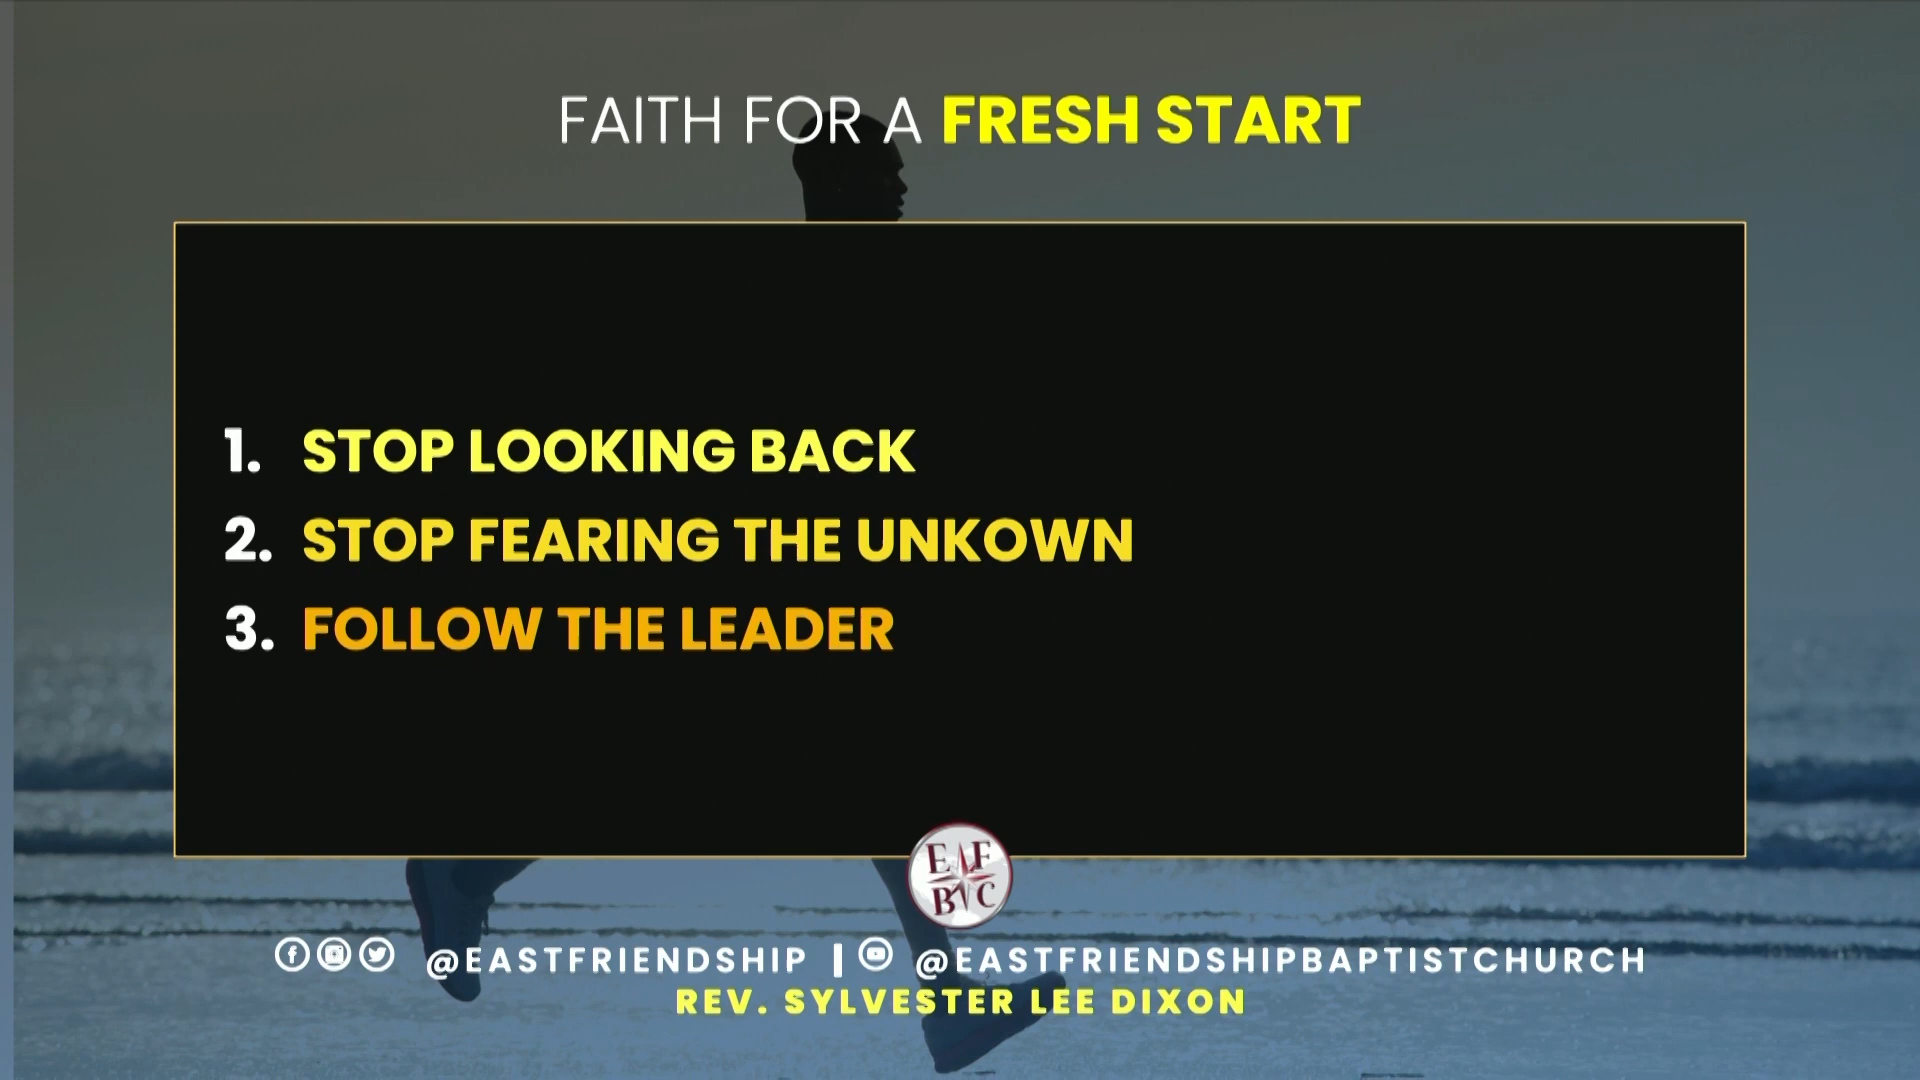 FAITH FOR A FRESH START
1. STOP LOOKING BACK
2. STOP FEARING THE UNKOWN
3. FOLLOW THE LEADER
E F
B C
@EASTFRIENDSHIP | @EASTFRIENDSHIPBAPTISTCHURCH
REV. SYLVESTER LEE DIXON